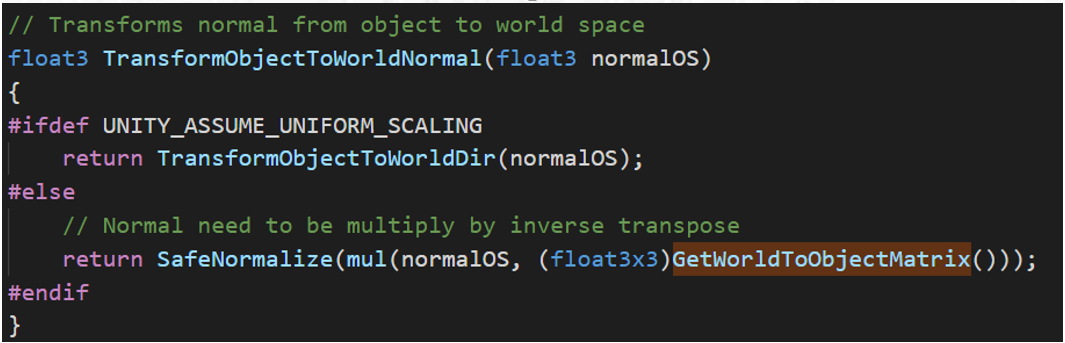 // Transforms normal from object to world space
float3 TransformObjectToWorldNormal(float3 normalOS)
{
#ifdef UNITY_ASSUME_UNIFORM_SCALING
    return TransformObjectToWorldDir(normalOS);
#else
    // Normal need to be multiply by inverse transpose
    return SafeNormalize(mul(normalOS, (float3x3)GetWorldToObjectMatrix()));
#endif
}